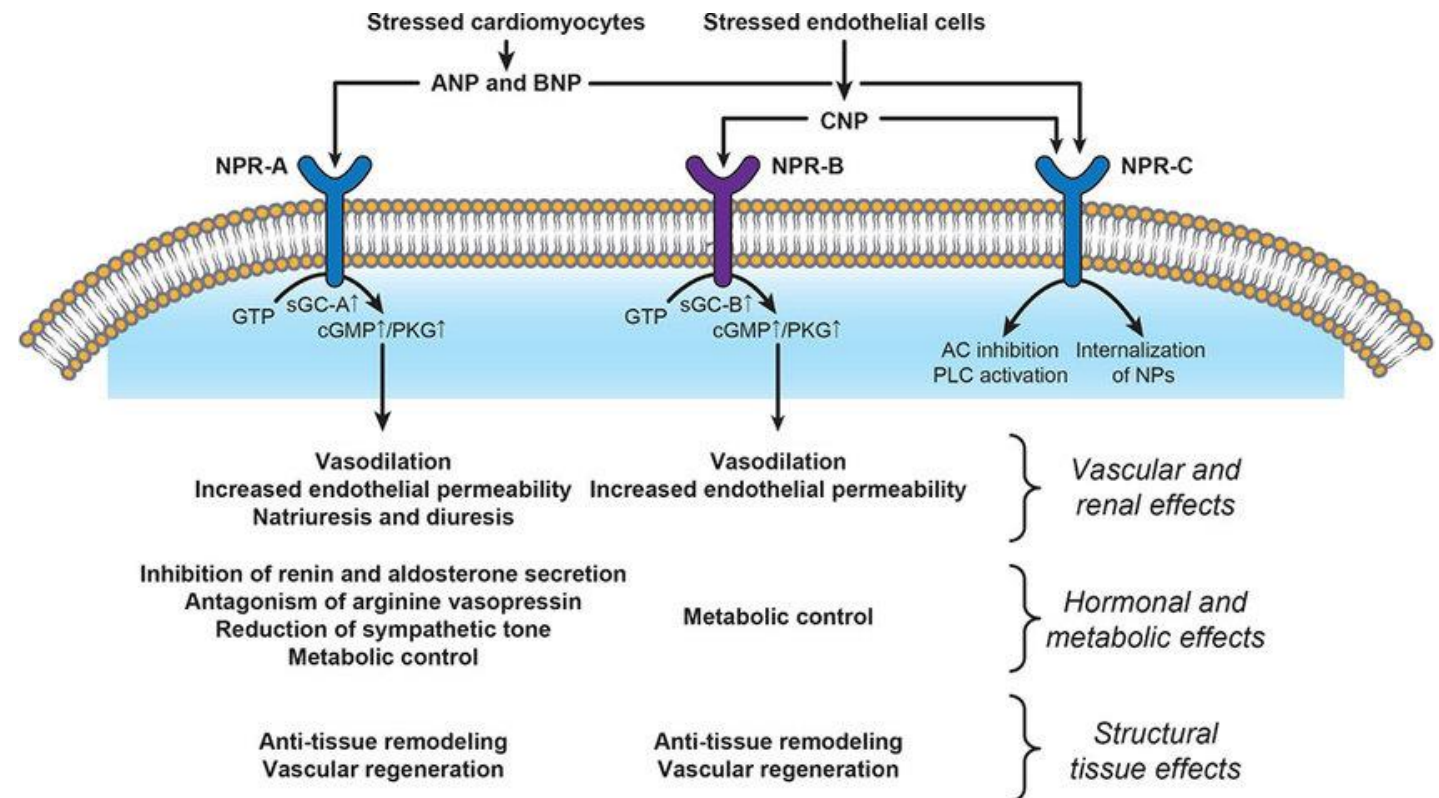 Stressed cardiomyocytes
Stressed endothelial cells
ANP and BNP
CNP
NPR-A
NPR-B
NPR-C
GTP
sGC-A↑
cGMP↑/PKG↑
GTP
sGC-B↑
cGMP↑/PKG↑
AC inhibition
PLC activation
Internalization
of NPs
Vasodilation
Increased endothelial permeability
Natriuresis and diuresis
Vasodilation
Increased endothelial permeability
Vascular and
renal effects
Inhibition of renin and aldosterone secretion
Antagonism of arginine vasopressin
Reduction of sympathetic tone
Metabolic control
Metabolic control
Hormonal and
metabolic effects
Anti-tissue remodeling
Vascular regeneration
Anti-tissue remodeling
Vascular regeneration
Structural
tissue effects